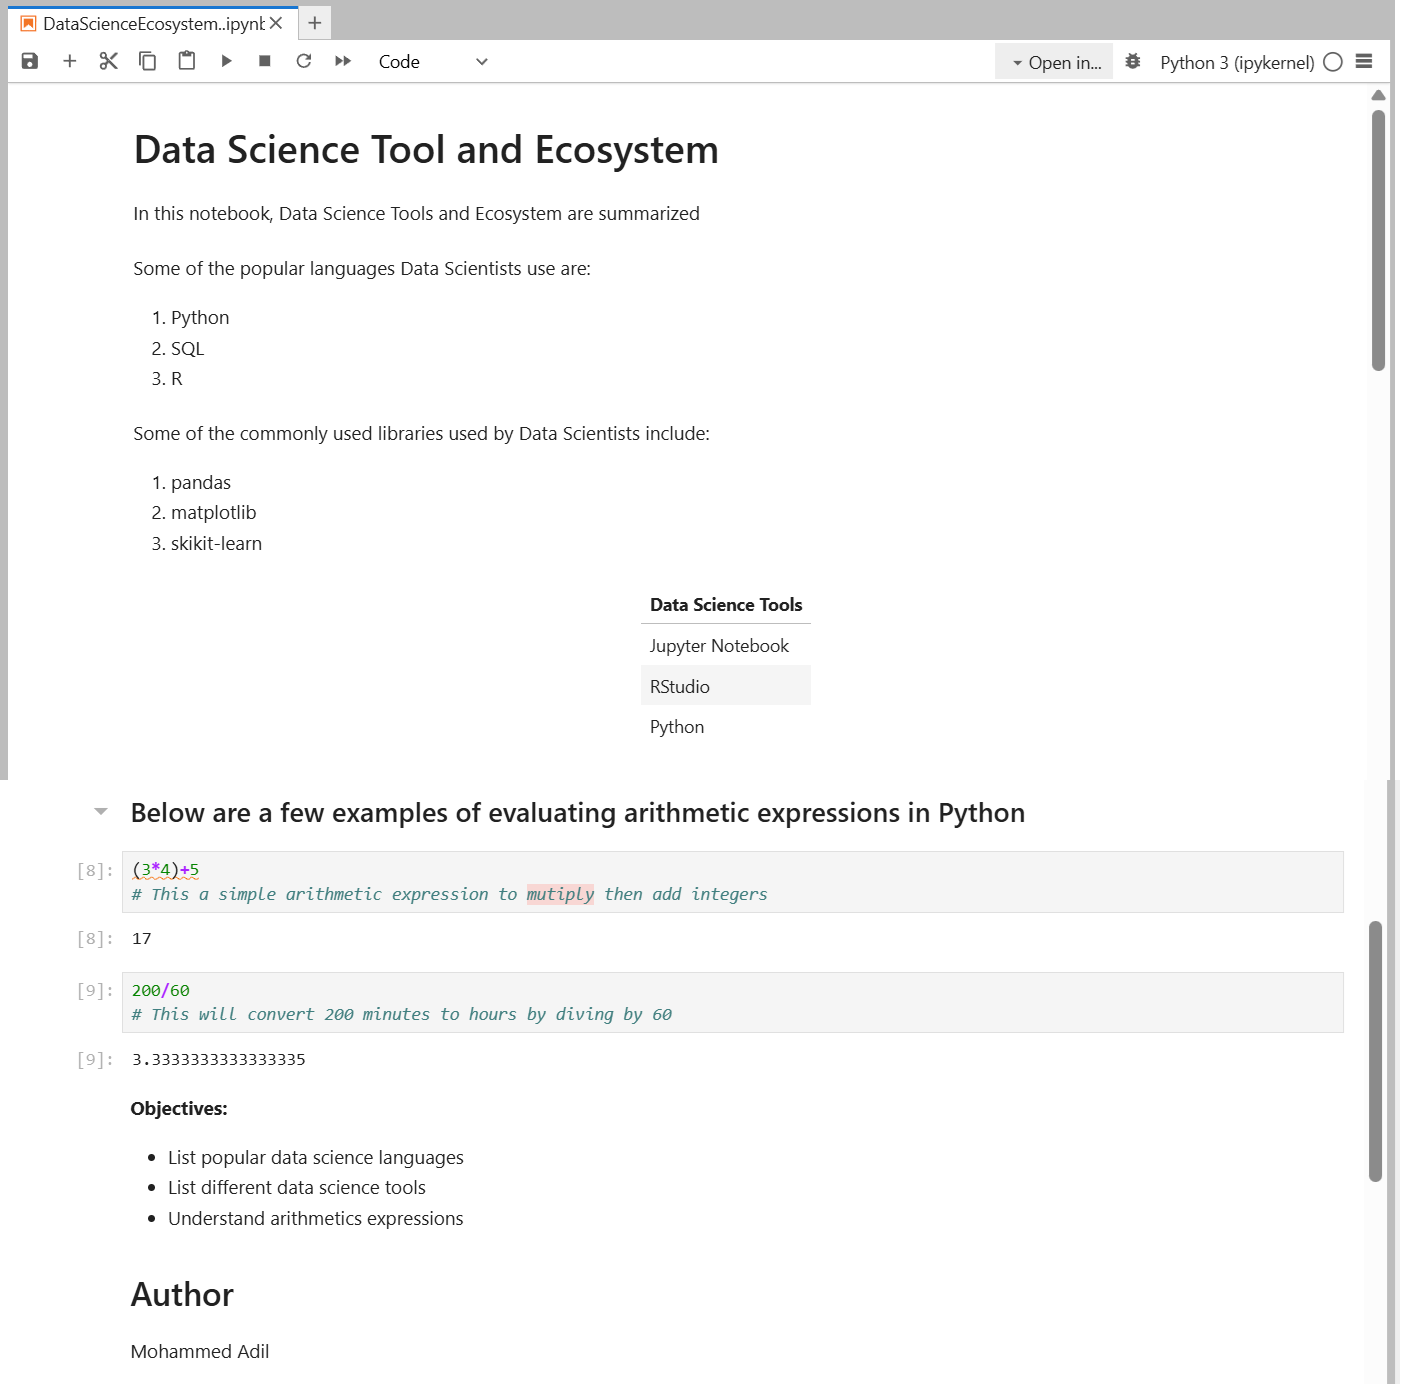 DataScienceEcosystem..ipynb
Code
Open in...
Python 3 (ipykernel)
Data Science Tool and Ecosystem
In this notebook, Data Science Tools and Ecosystem are summarized
Some of the popular languages Data Scientists use are:
1. Python
2. SQL
3. R
Some of the commonly used libraries used by Data Scientists include:
1. pandas
2. matplotlib
3. skikit-learn
Data Science Tools
Jupyter Notebook
RStudio
Python
Below are a few examples of evaluating arithmetic expressions in Python
[8]: (3*4)+5
# This a simple arithmetic expression to mutiply then add integers
[8]: 17
[9]: 200/60
# This will convert 200 minutes to hours by diving by 60
[9]: 3.3333333333333335
Objectives:
• List popular data science languages
• List different data science tools
• Understand arithmetics expressions
Author
Mohammed Adil